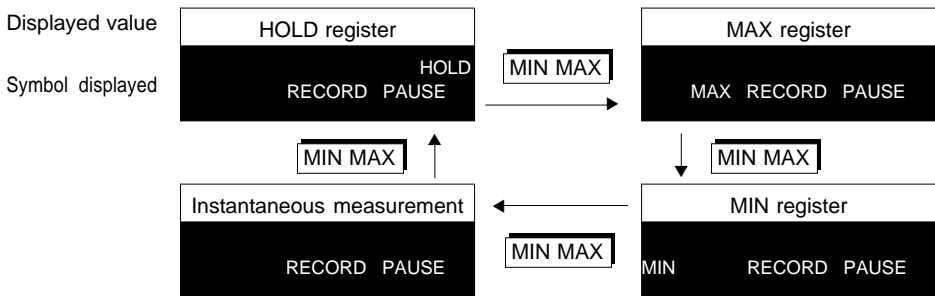 Displayed value
HOLD register
MAX register
Symbol displayed
HOLD
RECORD PAUSE
MIN MAX
MAX RECORD PAUSE
MIN MAX
MIN MAX
Instantaneous measurement
MIN register
RECORD PAUSE
MIN MAX
MIN RECORD PAUSE